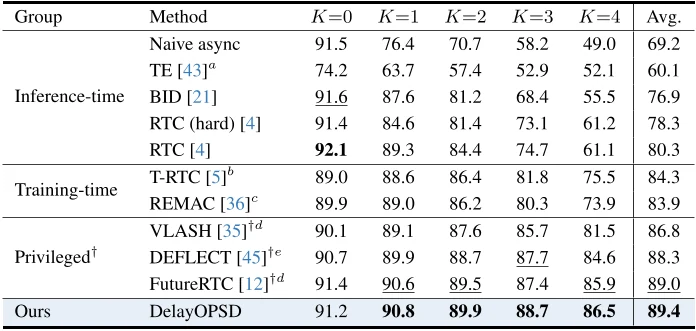 Group Method K=0 K=1 K=2 K=3 K=4 Avg.
Naive async 91.5 76.4 70.7 58.2 49.0 69.2
TE [43]a 74.2 63.7 57.4 52.9 52.1 60.1
Inference-time BID [21] 91.6 87.6 81.2 68.4 55.5 76.9
RTC (hard) [4] 91.4 84.6 81.4 73.1 61.2 78.3
RTC [4] 92.1 89.3 84.4 74.7 61.1 80.3
Training-time T-RTC [5]b 89.0 88.6 86.4 81.8 75.5 84.3
REMAC [36]c 89.9 89.0 86.2 80.3 73.9 83.9
VLASH [35]†d 90.1 89.1 87.6 85.7 81.5 86.8
Privileged† DEFLECT [45]†e 90.7 89.9 88.7 87.7 84.6 88.3
FutureRTC [12]†d 91.4 90.6 89.5 87.4 85.9 89.0
Ours DelayOPSD 91.2 90.8 89.9 88.7 86.5 89.4